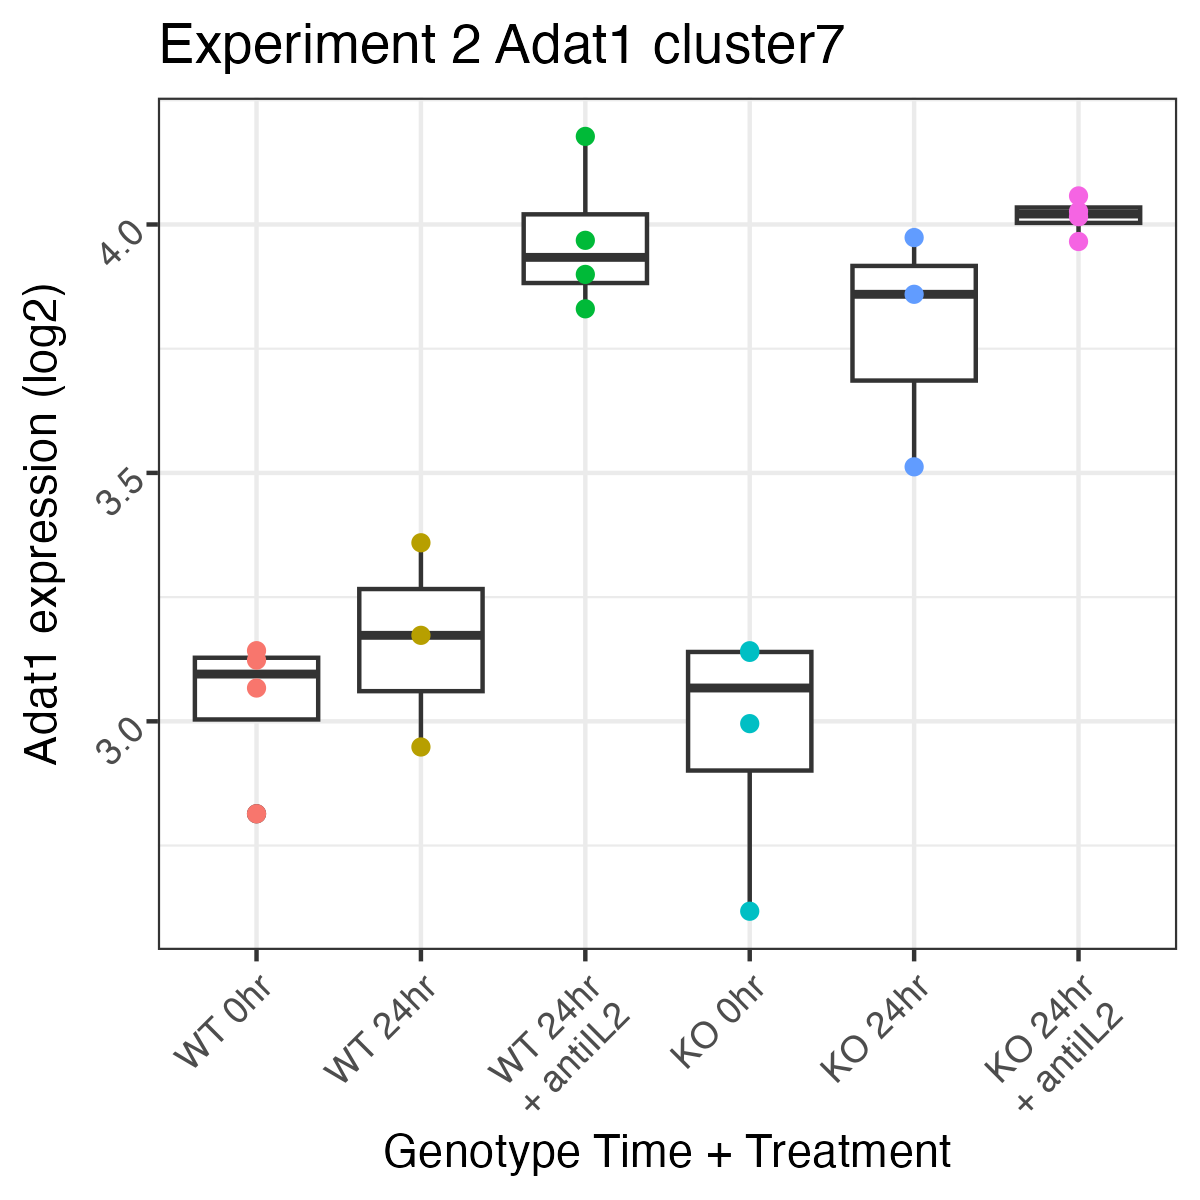 Experiment 2 Adat1 cluster7
Adat1 expression (log2)
4.0
3.5
3.0
WT 0hr
WT 24hr
WT 24hr
+ antiIL2
KO 0hr
KO 24hr
KO 24hr
+ antiIL2
Genotype Time + Treatment